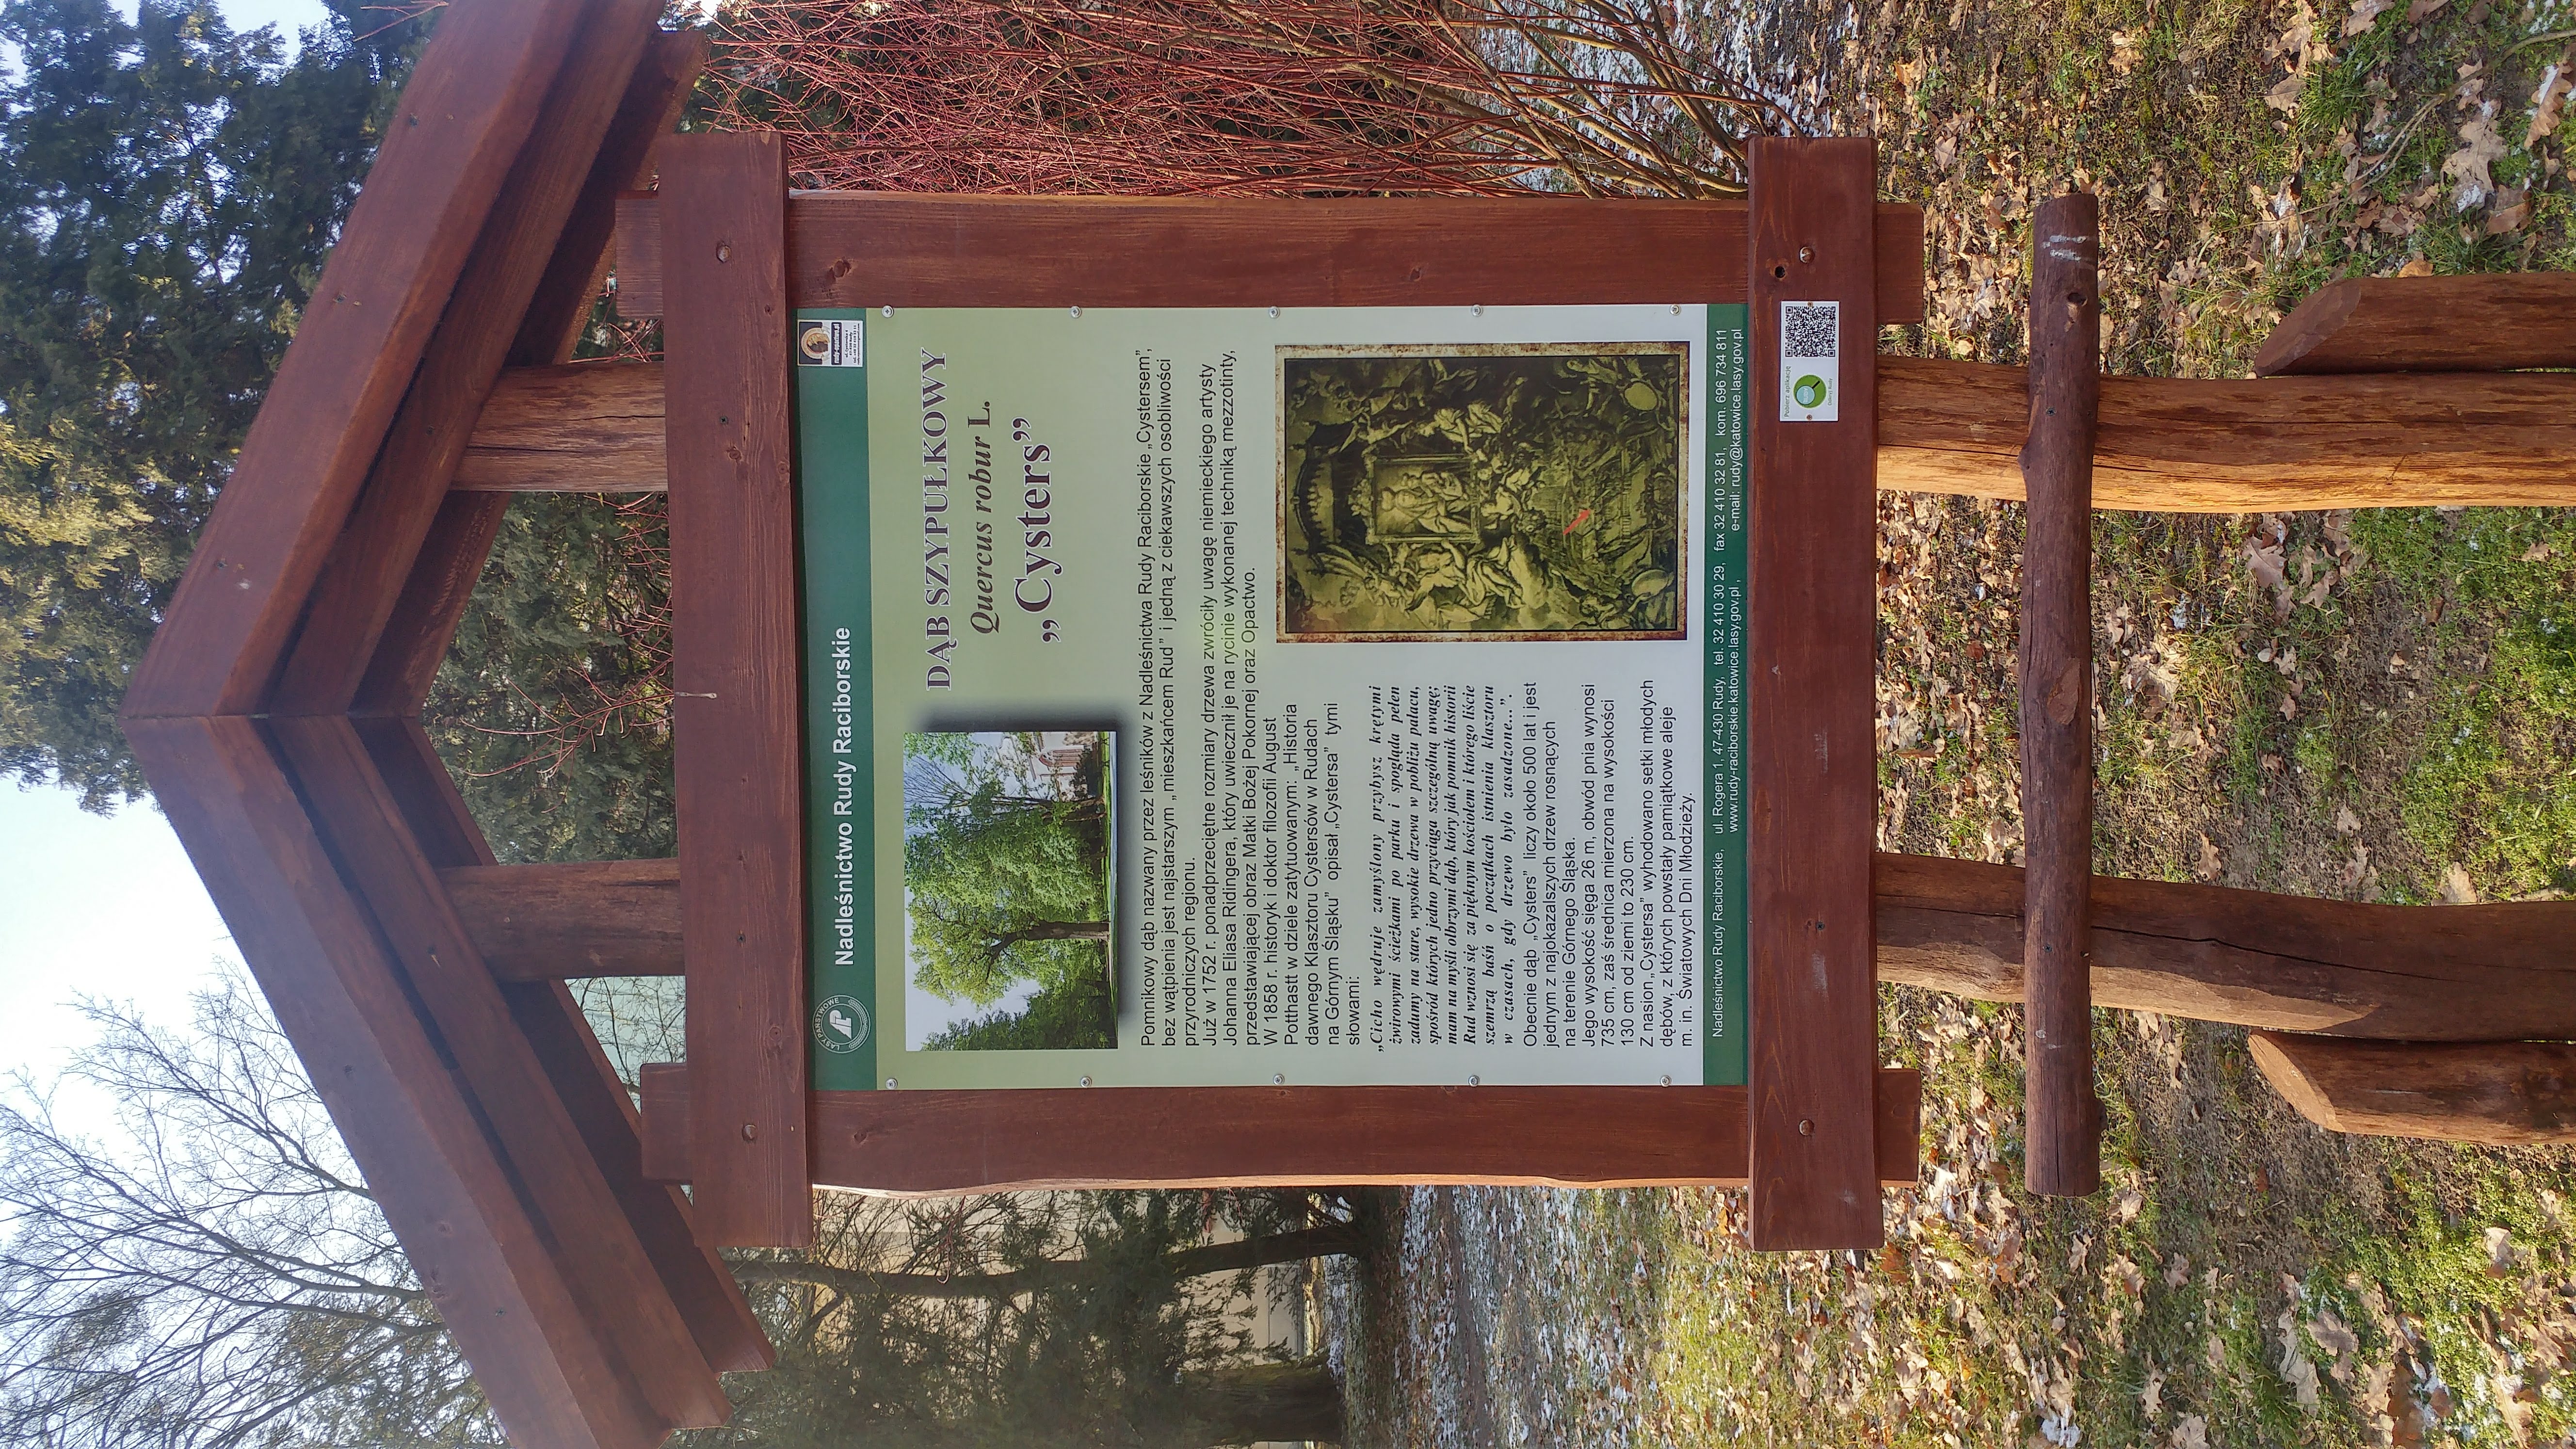 LASY PAŃSTWOWE
Nadleśnictwo Rudy Raciborskie
rudy-opactwo.pl
DĄB SZYPUŁKOWY
Quercus robur L.
„Cysters”
Pomnikowy dąb nazwany przez leśników z Nadleśnictwa Rudy Raciborskie „Cystersem”,
bez wątpienia jest najstarszym „mieszkańcem Rud” i jedną z ciekawszych osobliwości
przyrodniczych regionu.
Już w 1752 r. ponadprzeciętne rozmiary drzewa zwróciły uwagę niemieckiego artysty
Johanna Eliasa Ridingera, który uwiecznił je na rycinie wykonanej techniką mezzotinty,
przedstawiającej obraz Matki Bożej Pokornej oraz Opactwo.
W 1858 r. historyk i doktor filozofii August
Potthastt w dziele zatytuowanym: „Historia
dawnego Klasztoru Cystersów w Rudach
na Górnym Śląsku” opisał „Cystersa” tymi
słowami:
„Cicho wędruje zamyślony przybysz krętymi
żwirowymi ścieżkami po parku i spogląda pełen
zadumy na stare, wysokie drzewa w pobliżu pałacu,
spośród których jedno przyciąga szczególną uwagę;
mam na myśli olbrzymi dąb, który jak pomnik historii
Rud wznosi się za pięknym kościołem i którego liście
szemrzą baśń o początkach istnienia klasztoru
w czasach, gdy drzewo było zasadzone...”.
Obecnie dąb „Cysters” liczy około 500 lat i jest
jednym z najokazalszych drzew rosnących
na terenie Górnego Śląska.
Jego wysokość sięga 26 m, obwód pnia wynosi
735 cm, zaś średnica mierzona na wysokości
130 cm od ziemi to 230 cm.
Z nasion „Cystersa” wyhodowano setki młodych
dębów, z których powstały pamiątkowe aleje
m. in. Światowych Dni Młodzieży.
Nadleśnictwo Rudy Raciborskie, ul. Rogera 1, 47-430 Rudy, tel. 32 410 30 29, fax 32 410 32 81, kom. 696 734 811
www.rudy-raciborskie.katowice.lasy.gov.pl , e-mail: rudy@katowice.lasy.gov.pl
Pobierz aplikację
Odkryj Rudy